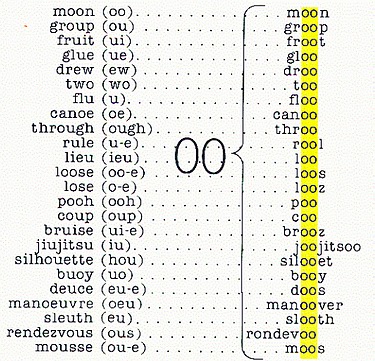 moon (oo) . . . . . . . . . . . . . . . . moon
group (ou) . . . . . . . . . . . . . . . . groop
fruit (ui) . . . . . . . . . . . . . . . . froot
glue (ue) . . . . . . . . . . . . . . . . gloo
drew (ew) . . . . . . . . . . . . . . . . droo
two (wo) . . . . . . . . . . . . . . . . too
flu (u) . . . . . . . . . . . . . . . . floo
canoe (oe) . . . . . . . . . . . . . . . . canoo
through (ough) . . . . . . . . . . . . . . throo
rule (u-e) . . . . . . . . . . . . rool
OO
lieu (ieu) . . . . . . . . . . . . loo
loose (oo-e) . . . . . . . . . . . . loos
lose (o-e) . . . . . . . . . . . . . . . . looz
pooh (ooh) . . . . . . . . . . . . . . . . poo
coup (oup) . . . . . . . . . . . . . . . . coo
bruise (ui-e) . . . . . . . . . . . . . . brooz
jiujitsu (iu) . . . . . . . . . . . . . . joojitsoo
silhouette (hou) . . . . . . . . . . . . silooet
buoy (uo) . . . . . . . . . . . . . . . . booy
deuce (eu-e) . . . . . . . . . . . . . . doos
manoeuvre (oeu) . . . . . . . . . . . . manoover
sleuth (eu) . . . . . . . . . . . . . . slooth
rendezvous (ous) . . . . . . . . . . rondevoo
mousse (ou-e) . . . . . . . . . . . . . . moos